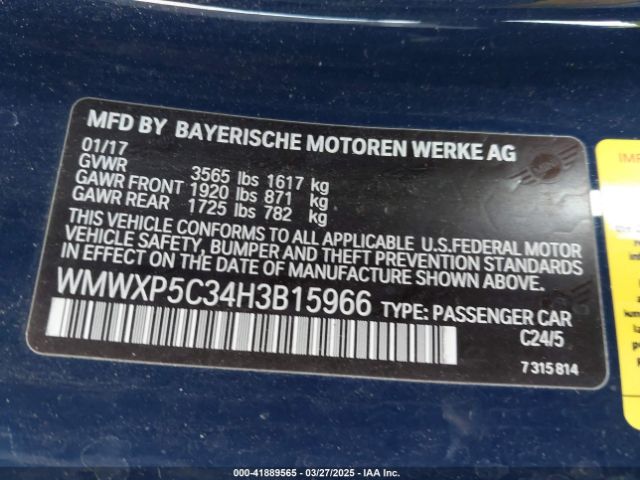 MFD BY BAYERISCHE MOTOREN WERKE AG
01/17
GVWR 3565 lbs 1617 kg
GAWR FRONT 1920 lbs 871 kg
GAWR REAR 1725 lbs 782 kg
THIS VEHICLE CONFORMS TO ALL APPLICABLE U.S.FEDERAL MOTOR
VEHICLE SAFETY, BUMPER AND THEFT PREVENTION STANDARDS
IN EFFECT ON THE DATE OF MANUFACTURE SHOWN ABOVE.
WMWXP5C34H3B15966 TYPE: PASSENGER CAR
C24/5
7 315 814
000-41889565 - 03/27/2025 - IAA, Inc.